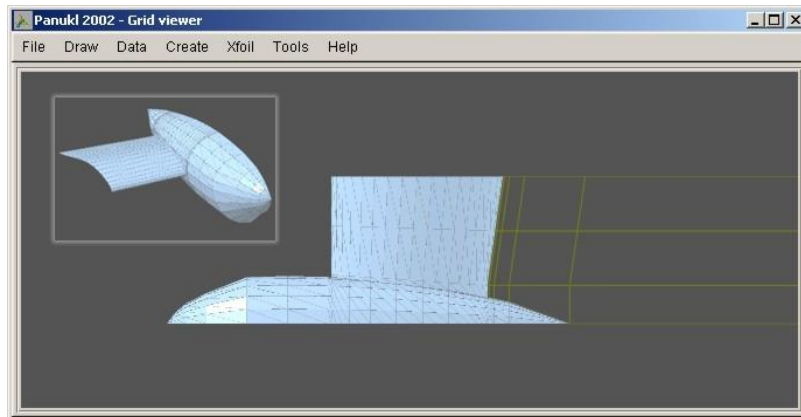 Panukl 2002 - Grid viewer
File Draw Data Create Xfoil Tools Help